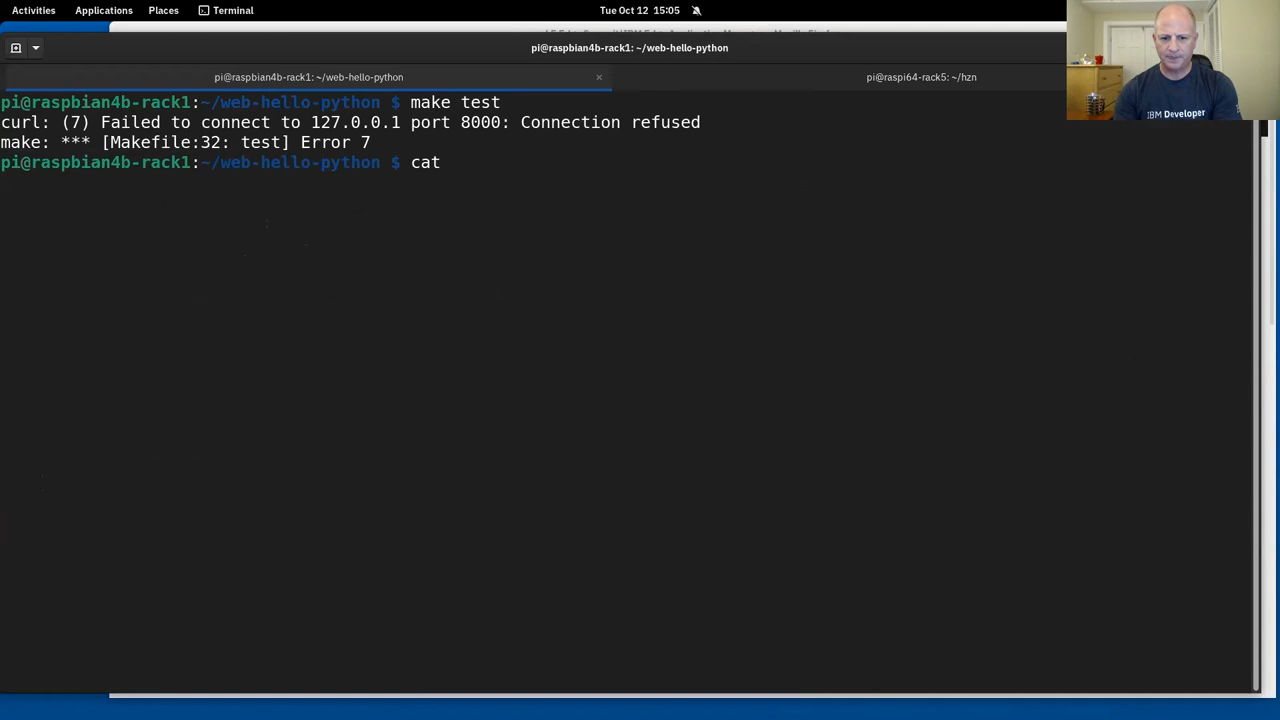 Activities Applications Places Terminal Tue Oct 12 15:05
pi@raspbian4b-rack1: ~/web-hello-python
pi@raspbian4b-rack1: ~/web-hello-python × pi@raspi64-rack5: ~/hzn
pi@raspbian4b-rack1:~/web-hello-python $ make test
curl: (7) Failed to connect to 127.0.0.1 port 8000: Connection refused
make: *** [Makefile:32: test] Error 7
pi@raspbian4b-rack1:~/web-hello-python $ cat
IBM Developer